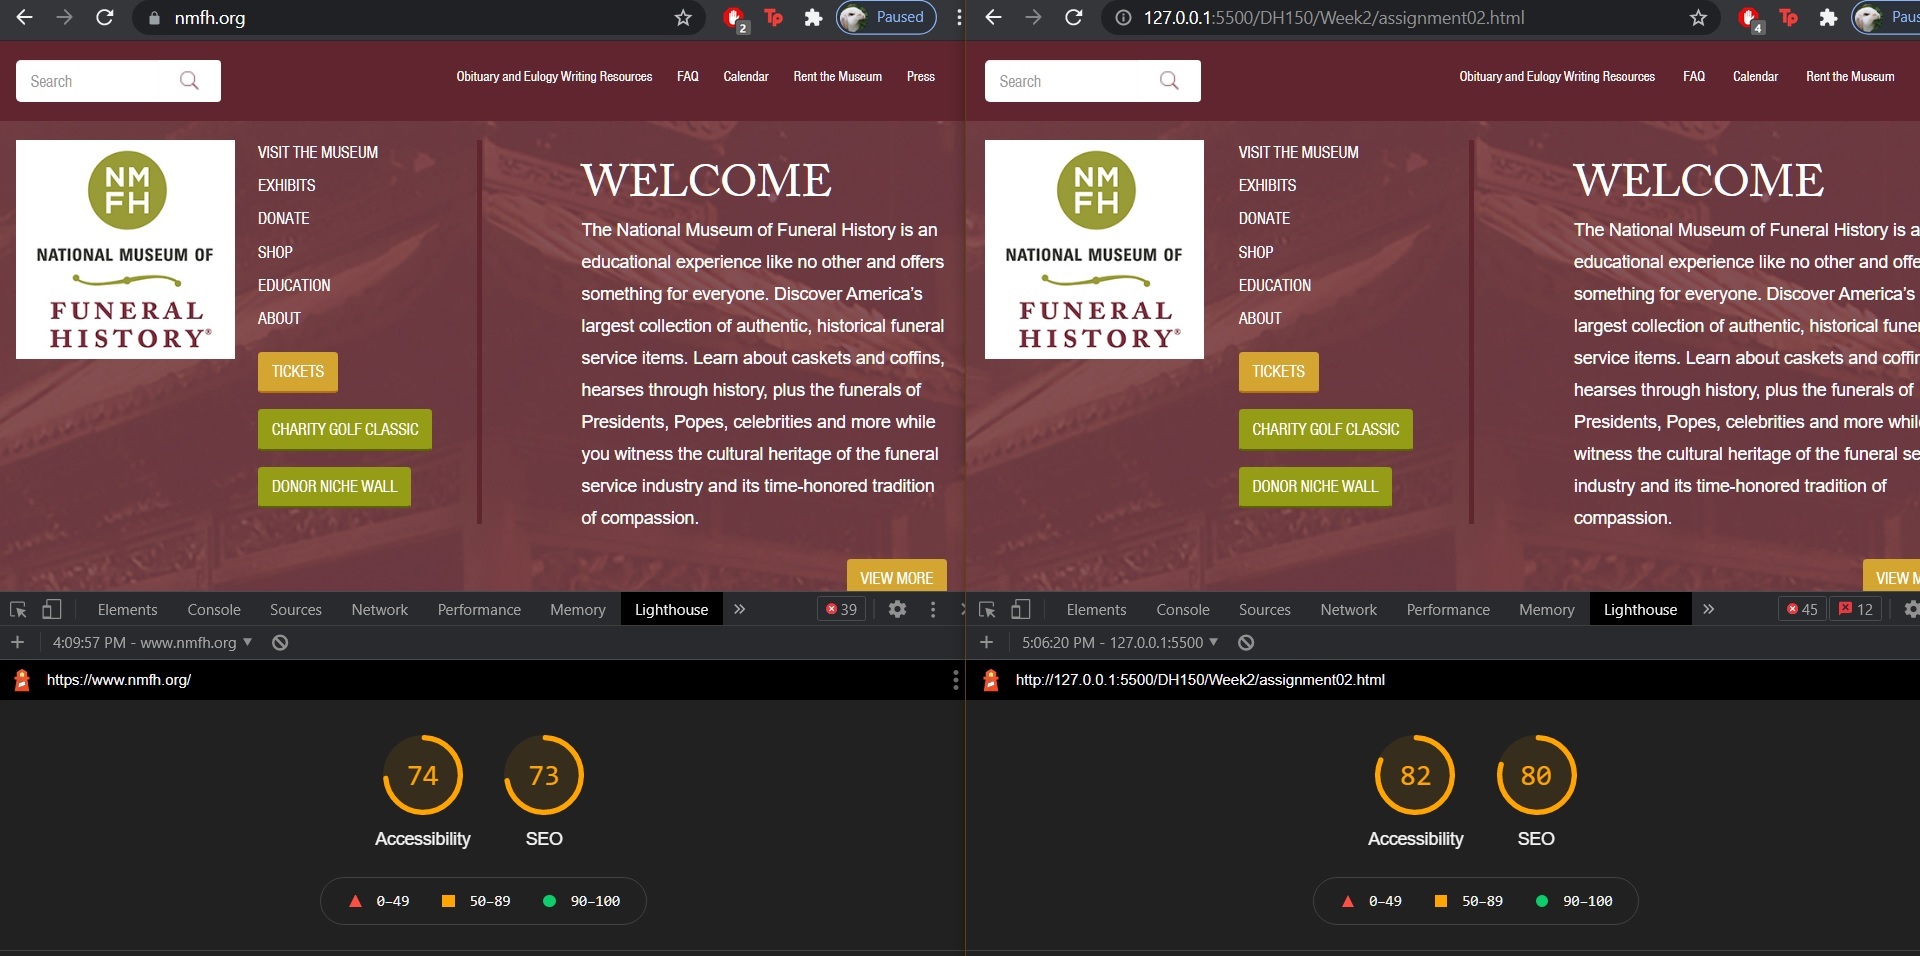 nmfh.org
2
Paused
Search
Obituary and Eulogy Writing Resources FAQ Calendar Rent the Museum Press
NM
FH
NATIONAL MUSEUM OF
FUNERAL
HISTORY®
VISIT THE MUSEUM
EXHIBITS
DONATE
SHOP
EDUCATION
ABOUT
TICKETS
CHARITY GOLF CLASSIC
DONOR NICHE WALL
WELCOME
The National Museum of Funeral History is an
educational experience like no other and offers
something for everyone. Discover America’s
largest collection of authentic, historical funeral
service items. Learn about caskets and coffins,
hearses through history, plus the funerals of
Presidents, Popes, celebrities and more while
you witness the cultural heritage of the funeral
service industry and its time-honored tradition
of compassion.
VIEW MORE
Elements Console Sources Network Performance Memory Lighthouse » 39
4:09:57 PM - www.nmfh.org
https://www.nmfh.org/
74 73
Accessibility SEO
0–49 50–89 90–100
127.0.0.1:5500/DH150/Week2/assignment02.html
4
Paus
Search
Obituary and Eulogy Writing Resources FAQ Calendar Rent the Museum
NM
FH
NATIONAL MUSEUM OF
FUNERAL
HISTORY®
VISIT THE MUSEUM
EXHIBITS
DONATE
SHOP
EDUCATION
ABOUT
TICKETS
CHARITY GOLF CLASSIC
DONOR NICHE WALL
WELCOME
The National Museum of Funeral History is a
educational experience like no other and offe
something for everyone. Discover America’s
largest collection of authentic, historical funer
service items. Learn about caskets and coffin
hearses through history, plus the funerals of
Presidents, Popes, celebrities and more whil
witness the cultural heritage of the funeral se
industry and its time-honored tradition of
compassion.
VIEW M
Elements Console Sources Network Performance Memory Lighthouse » 45 12
5:06:20 PM - 127.0.0.1:5500
http://127.0.0.1:5500/DH150/Week2/assignment02.html
82 80
Accessibility SEO
0–49 50–89 90–100